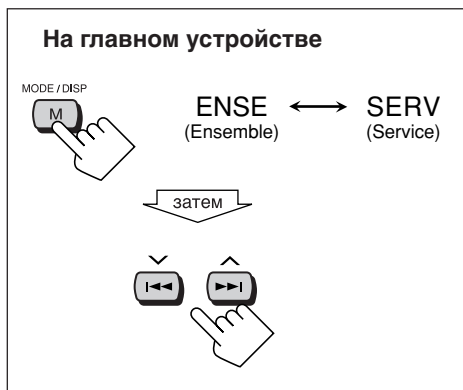 На главном устройстве
MODE / DISP
M
ENSE ⟷ SERV
(Ensemble) (Service)
затем